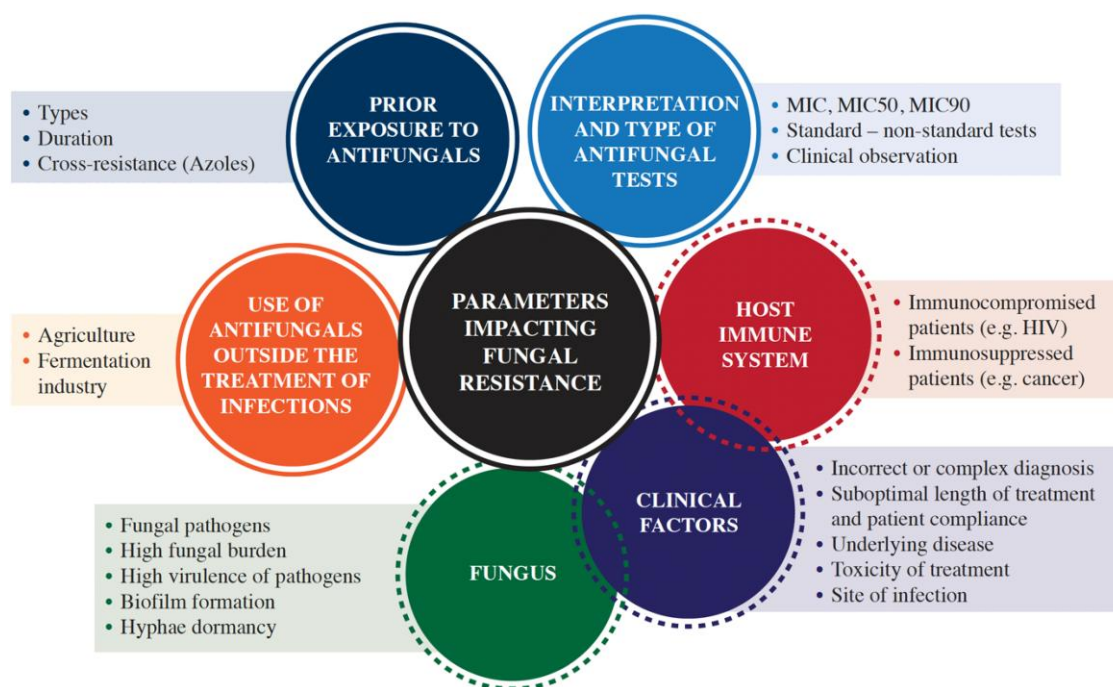 PRIOR
EXPOSURE TO
ANTIFUNGALS
• Types
• Duration
• Cross-resistance (Azoles)
INTERPRETATION
AND TYPE OF
ANTIFUNGAL
TESTS
• MIC, MIC50, MIC90
• Standard – non-standard tests
• Clinical observation
USE OF
ANTIFUNGALS
OUTSIDE THE
TREATMENT OF
INFECTIONS
• Agriculture
• Fermentation
industry
PARAMETERS
IMPACTING
FUNGAL
RESISTANCE
HOST
IMMUNE
SYSTEM
• Immunocompromised
patients (e.g. HIV)
• Immunosuppressed
patients (e.g. cancer)
FUNGUS
• Fungal pathogens
• High fungal burden
• High virulence of pathogens
• Biofilm formation
• Hyphae dormancy
CLINICAL
FACTORS
• Incorrect or complex diagnosis
• Suboptimal length of treatment
and patient compliance
• Underlying disease
• Toxicity of treatment
• Site of infection